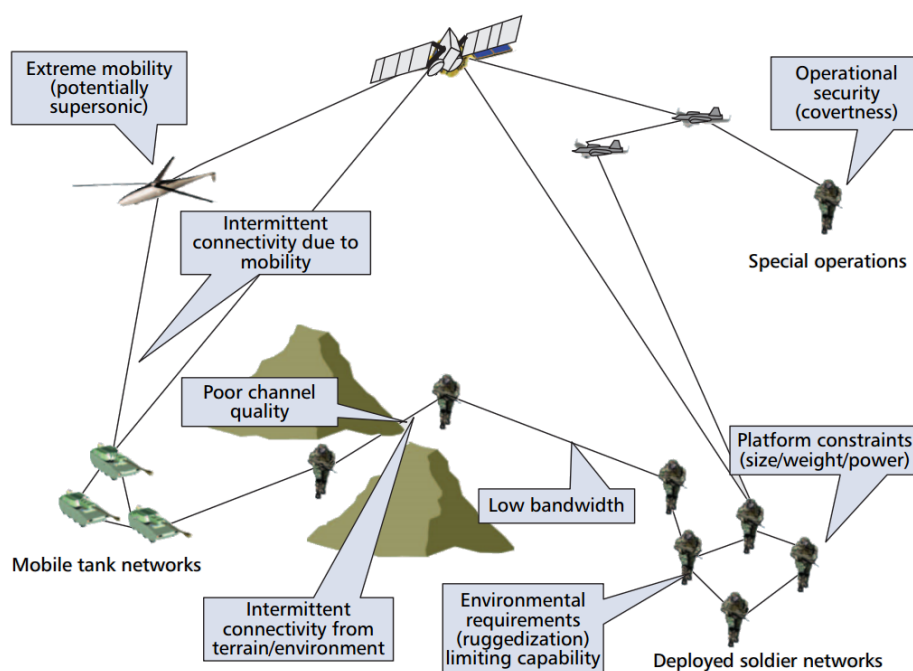 Extreme mobility
(potentially
supersonic)
Operational
security
(covertness)
Intermittent
connectivity due to
mobility
Special operations
Poor channel
quality
Platform constraints
(size/weight/power)
Low bandwidth
Mobile tank networks
Intermittent
connectivity from
terrain/environment
Environmental
requirements
(ruggedization)
limiting capability
Deployed soldier networks